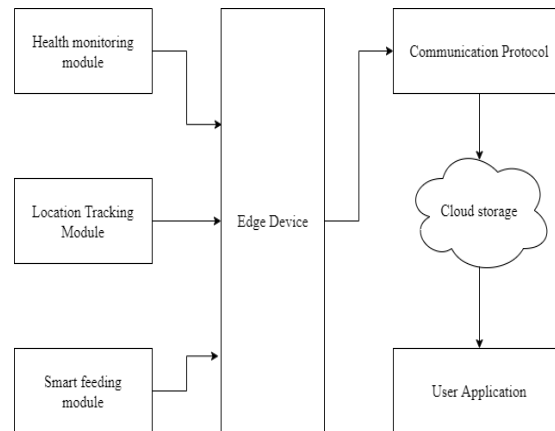 Health monitoring
module
Communication Protocol
Location Tracking
Module
Edge Device
Cloud storage
Smart feeding
module
User Application